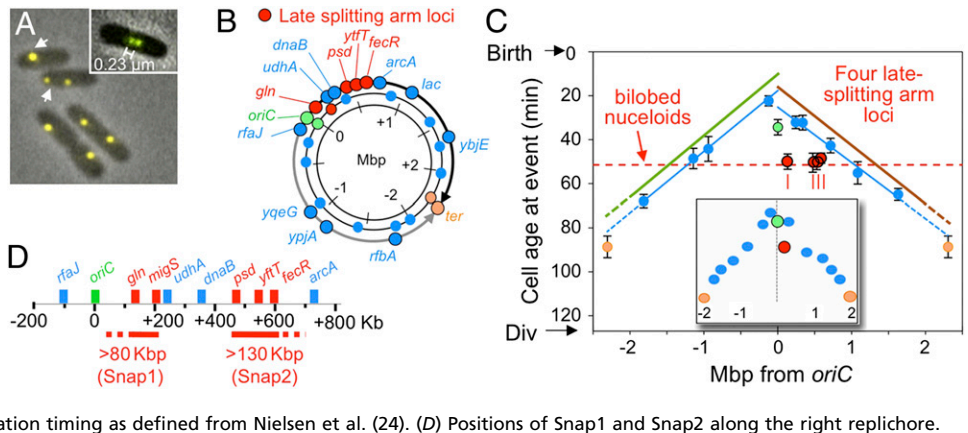 A
0.23 µm
B
Late splitting arm loci
ytfT
psd
fecR
dnaB
arcA
udhA
lac
gln
oriC
rfaJ
0
+1
ybjE
Mbp
+2
-1
-2
ter
yqeG
ypjA
rfbA
C
Birth
0
20
40
60
80
100
120
Div
Cell age at event (min)
bilobed
nuceloids
Four late-
splitting arm
loci
-2
-1
1
2
-2
-1
0
1
2
Mbp from oriC
D
rfaJ
oriC
gln
migS
udhA
dnaB
psd
yftT
fecR
arcA
-200
0
+200
+400
+600
+800 Kb
>80 Kbp
(Snap1)
>130 Kbp
(Snap2)
ation timing as defined from Nielsen et al. (24). (D) Positions of Snap1 and Snap2 along the right replichore.